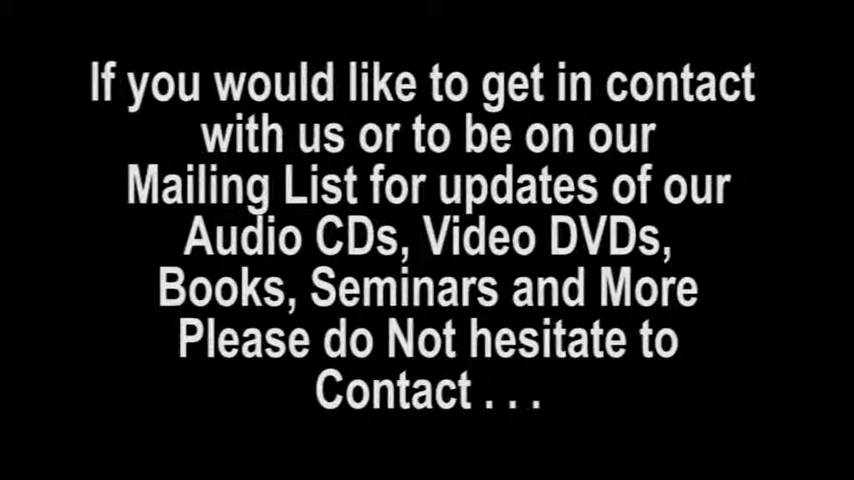 If you would like to get in contact
with us or to be on our
Mailing List for updates of our
Audio CDs, Video DVDs,
Books, Seminars and More
Please do Not hesitate to
Contact . . .